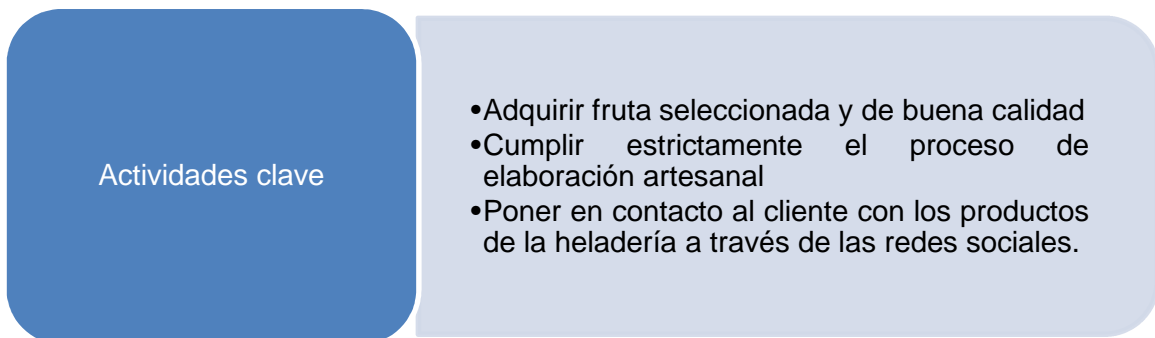 Actividades clave
•Adquirir fruta seleccionada y de buena calidad
•Cumplir estrictamente el proceso de
elaboración artesanal
•Poner en contacto al cliente con los productos
de la heladería a través de las redes sociales.